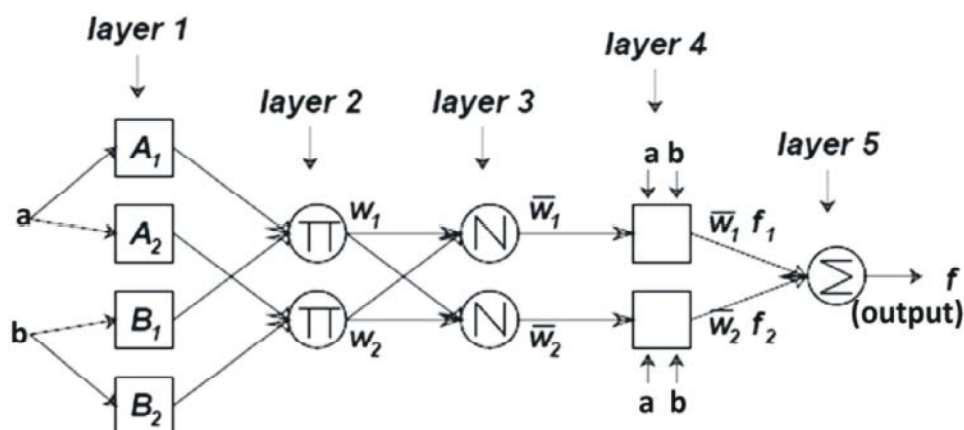 layer 1
layer 2
layer 3
layer 4
layer 5
a
b
A₁
A₂
B₁
B₂
Π
Π
w₁
w₂
N
N
w̅₁
w̅₂
a b
a b
w̅₁ f₁
w̅₂ f₂
Σ
f
(output)